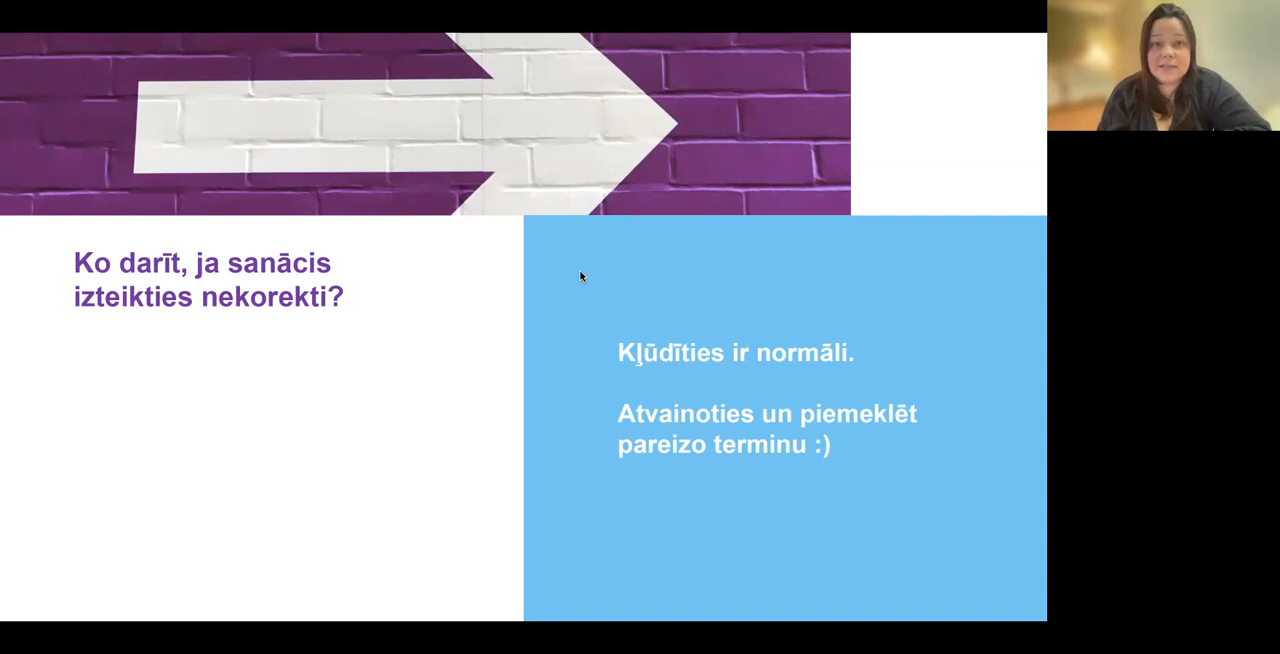 Ko darīt, ja sanācis
izteikties nekorekti?
Kļūdīties ir normāli.
Atvainoties un piemeklēt
pareizo terminu :)